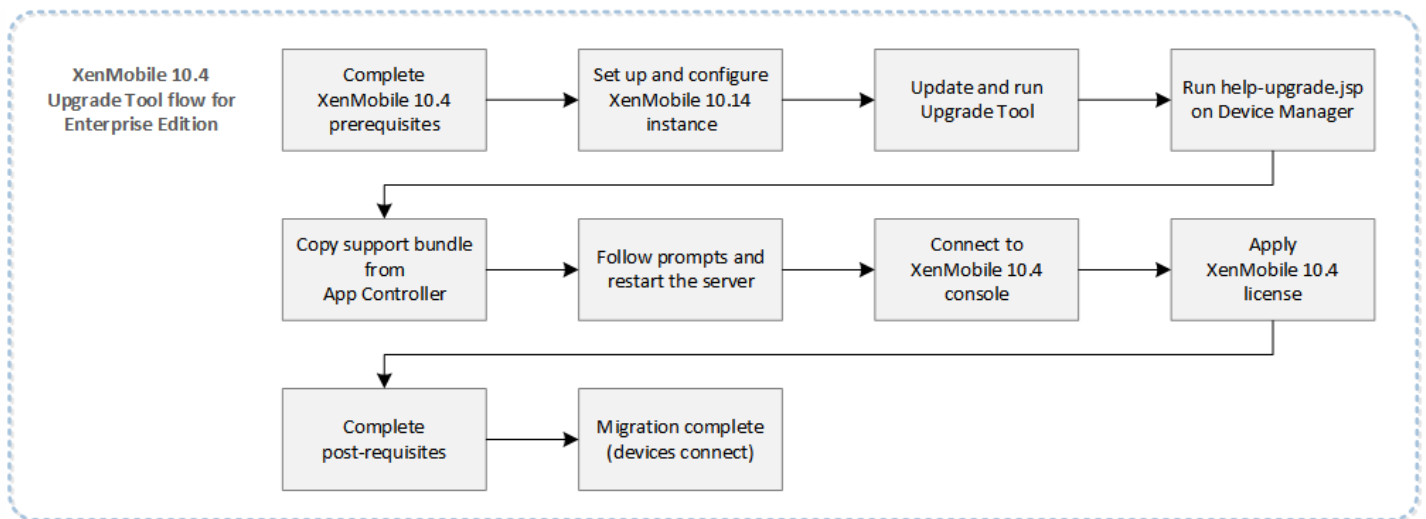 XenMobile 10.4
Upgrade Tool flow for
Enterprise Edition
Complete
XenMobile 10.4
prerequisites
Set up and configure
XenMobile 10.14
instance
Update and run
Upgrade Tool
Run help-upgrade.jsp
on Device Manager
Copy support bundle
from
App Controller
Follow prompts and
restart the server
Connect to
XenMobile 10.4
console
Apply
XenMobile 10.4
license
Complete
post-requisites
Migration complete
(devices connect)